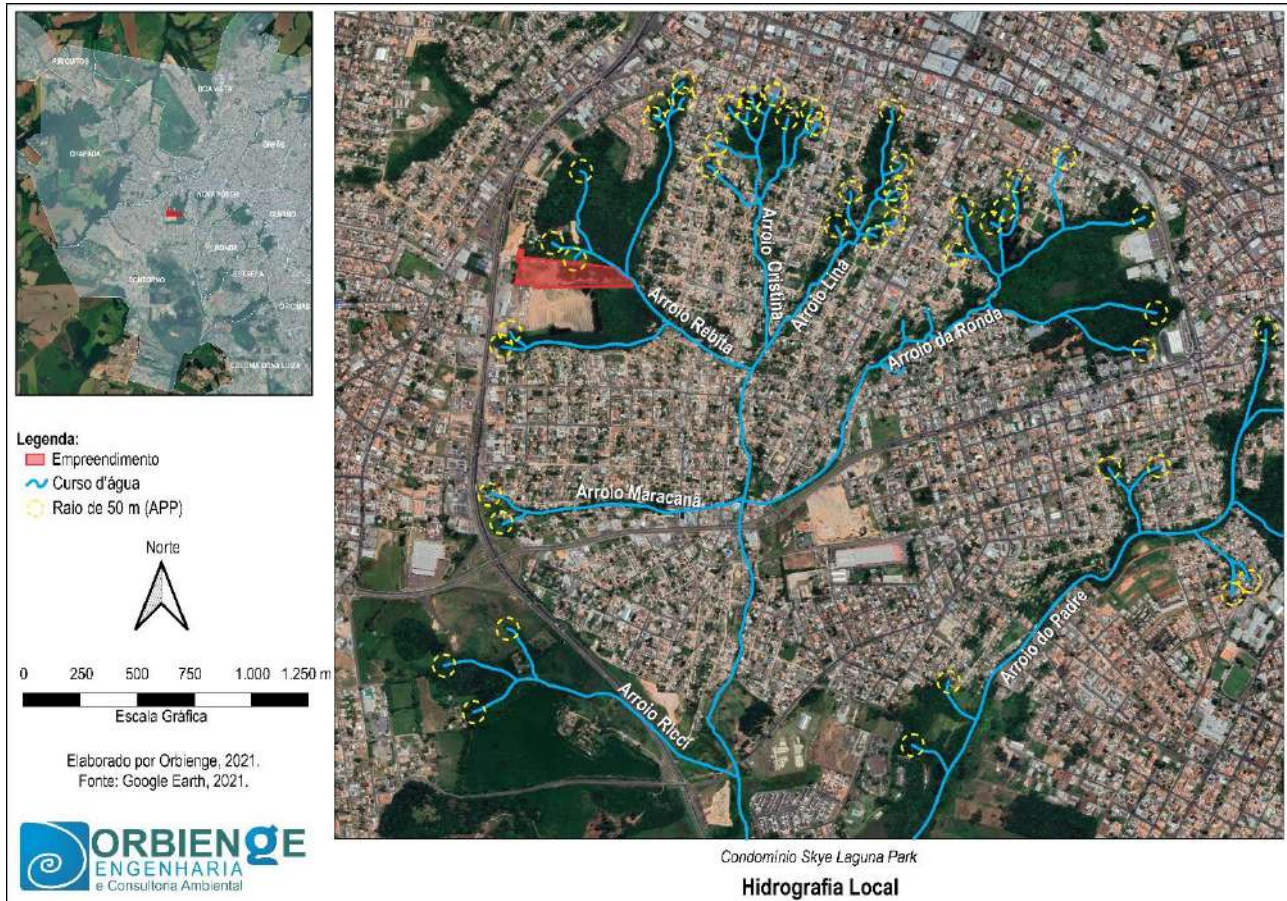 PERIQUITOS
BOA VISTA
CHAPADA
NOVA RÚSSIA
CENTRO
RONDA
ESTRELA
CONTORNO
OFICINAS
COLONIA DONA LUIZA
Legenda:
Empreendimento
Curso d'água
Raio de 50 m (APP)
Norte
0 250 500 750 1.000 1.250 m
Escala Gráfica
Elaborado por Orbienge, 2021.
Fonte: Google Earth, 2021.
ORBIENGE
ENGENHARIA
e Consultoria Ambiental
Arroio Cristina
Arroio Lina
Arroio Rebita
Arroio da Ronda
Arroio Maracanã
Arroio do Padre
Arroio Ricci
Condomínio Skye Laguna Park
Hidrografia Local